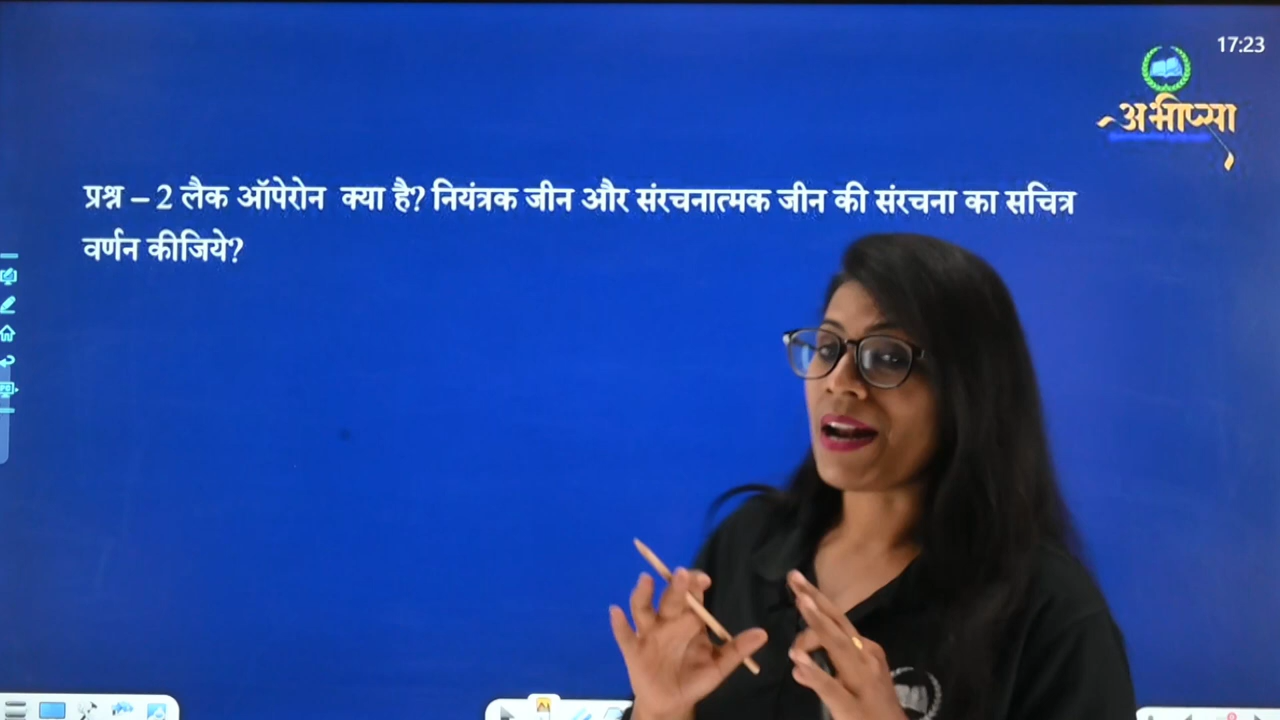 17:23
अभीप्सा
प्रश्न – 2 लैक ऑपेरोन क्या है? नियंत्रक जीन और संरचनात्मक जीन की संरचना का सचित्र
वर्णन कीजिये?